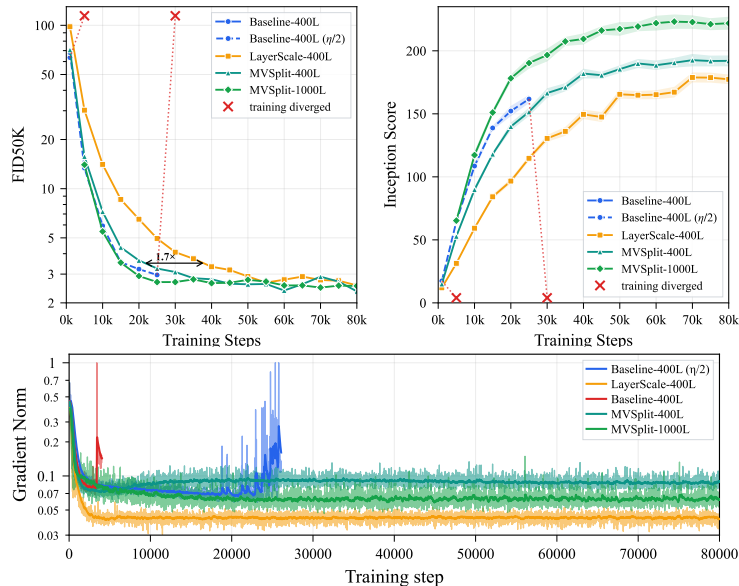 FID50K
100
10
3
2
0k
10k
20k
30k
40k
50k
60k
70k
80k
Training Steps
1.7×
Baseline-400L
Baseline-400L (η/2)
LayerScale-400L
MVSplit-400L
MVSplit-1000L
training diverged
Inception Score
200
150
100
50
0
0k
10k
20k
30k
40k
50k
60k
70k
80k
Training Steps
Baseline-400L
Baseline-400L (η/2)
LayerScale-400L
MVSplit-400L
MVSplit-1000L
training diverged
Gradient Norm
1
0.7
0.5
0.3
0.2
0.1
0.07
0.05
0.03
0
10000
20000
30000
40000
50000
60000
70000
80000
Training step
Baseline-400L (η/2)
LayerScale-400L
Baseline-400L
MVSplit-400L
MVSplit-1000L